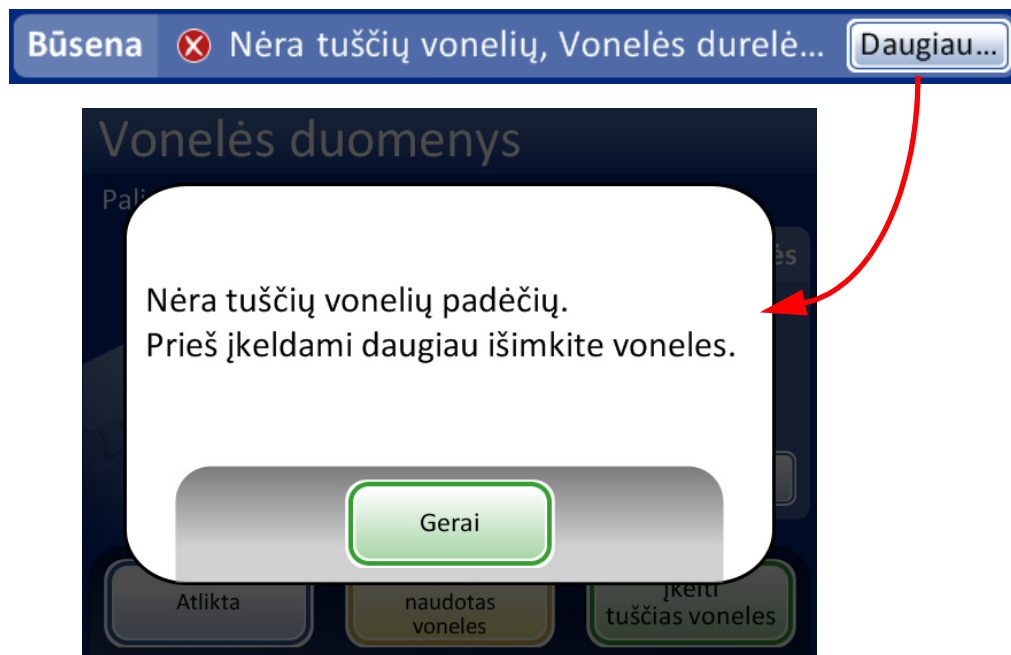 Būsena Nėra tuščių vonelių, Vonelės durelė... Daugiau...
Vonelės duomenys
Nėra tuščių vonelių padėčių.
Prieš įkeldami daugiau išimkite voneles.
Gerai
Atlikta
naudotas
voneles
Įkelti
tuščias voneles